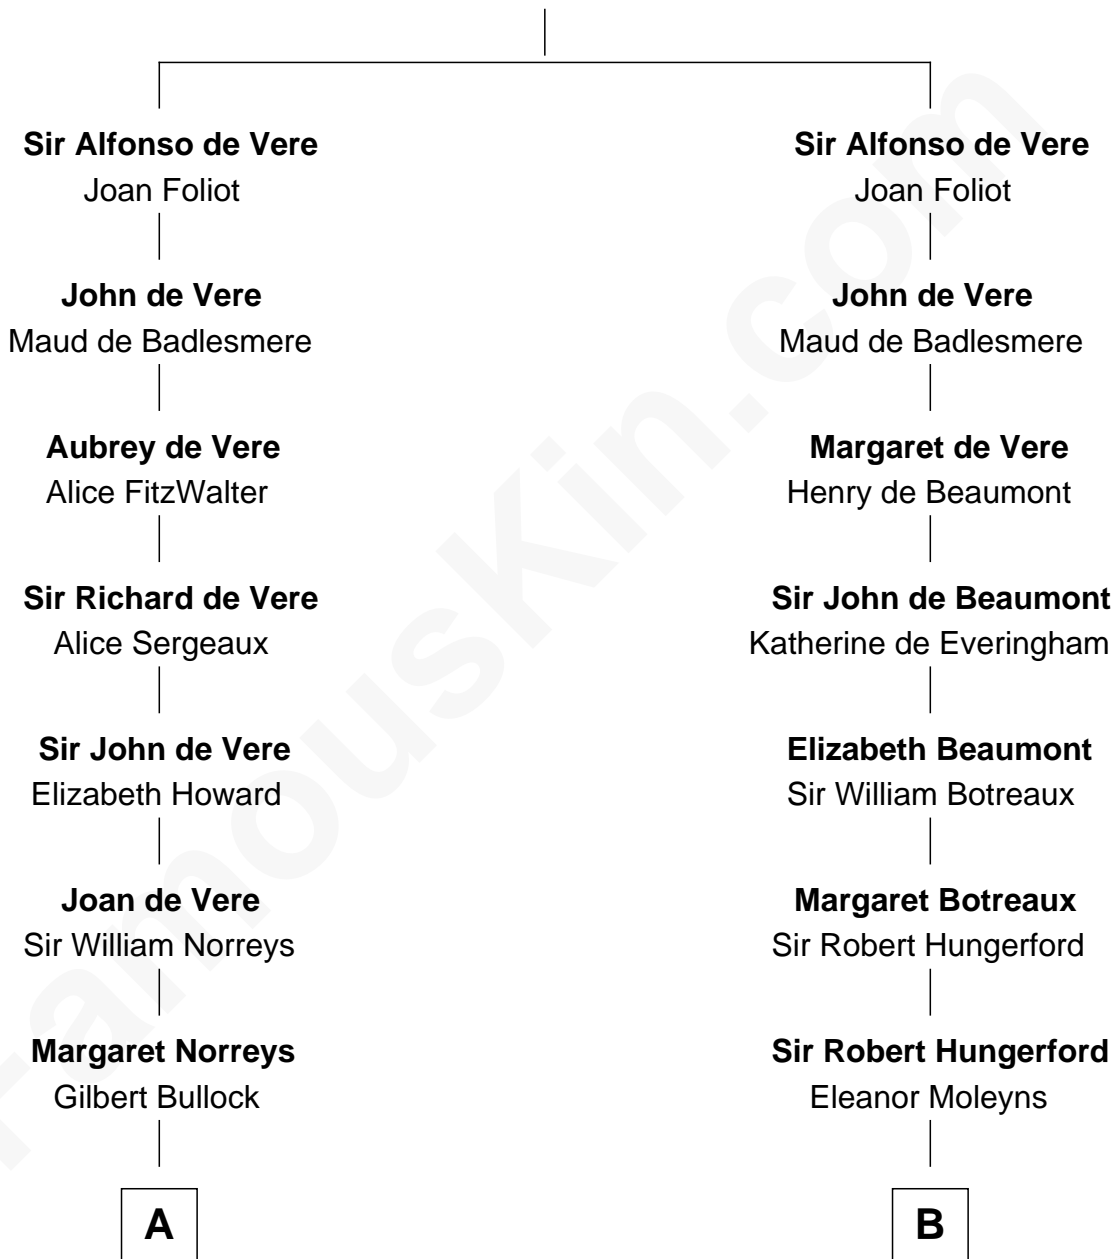 Sir Alfonso de Vere
Joan Foliot
John de Vere
Maud de Badlesmere
Aubrey de Vere
Alice FitzWalter
Sir Richard de Vere
Alice Sergeaux
Sir John de Vere
Elizabeth Howard
Joan de Vere
Sir William Norreys
Margaret Norreys
Gilbert Bullock
A
Sir Alfonso de Vere
Joan Foliot
John de Vere
Maud de Badlesmere
Margaret de Vere
Henry de Beaumont
Sir John de Beaumont
Katherine de Everingham
Elizabeth Beaumont
Sir William Botreaux
Margaret Botreaux
Sir Robert Hungerford
Sir Robert Hungerford
Eleanor Moleyns
B
FamousKin.com